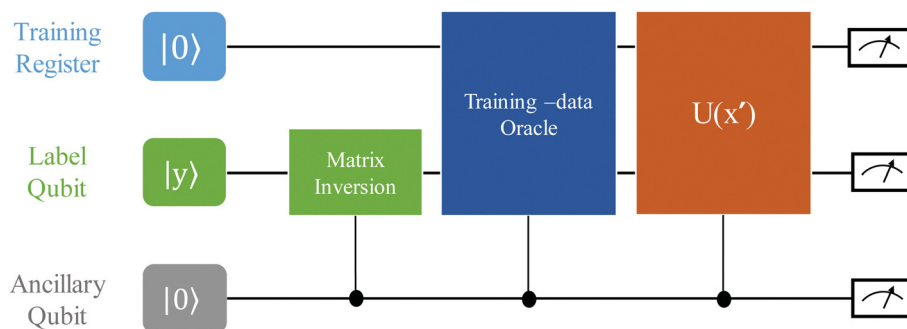 Training
Register
|0⟩
Training –data
Oracle
U(x′)
Label
Qubit
|y⟩
Matrix
Inversion
Ancillary
Qubit
|0⟩